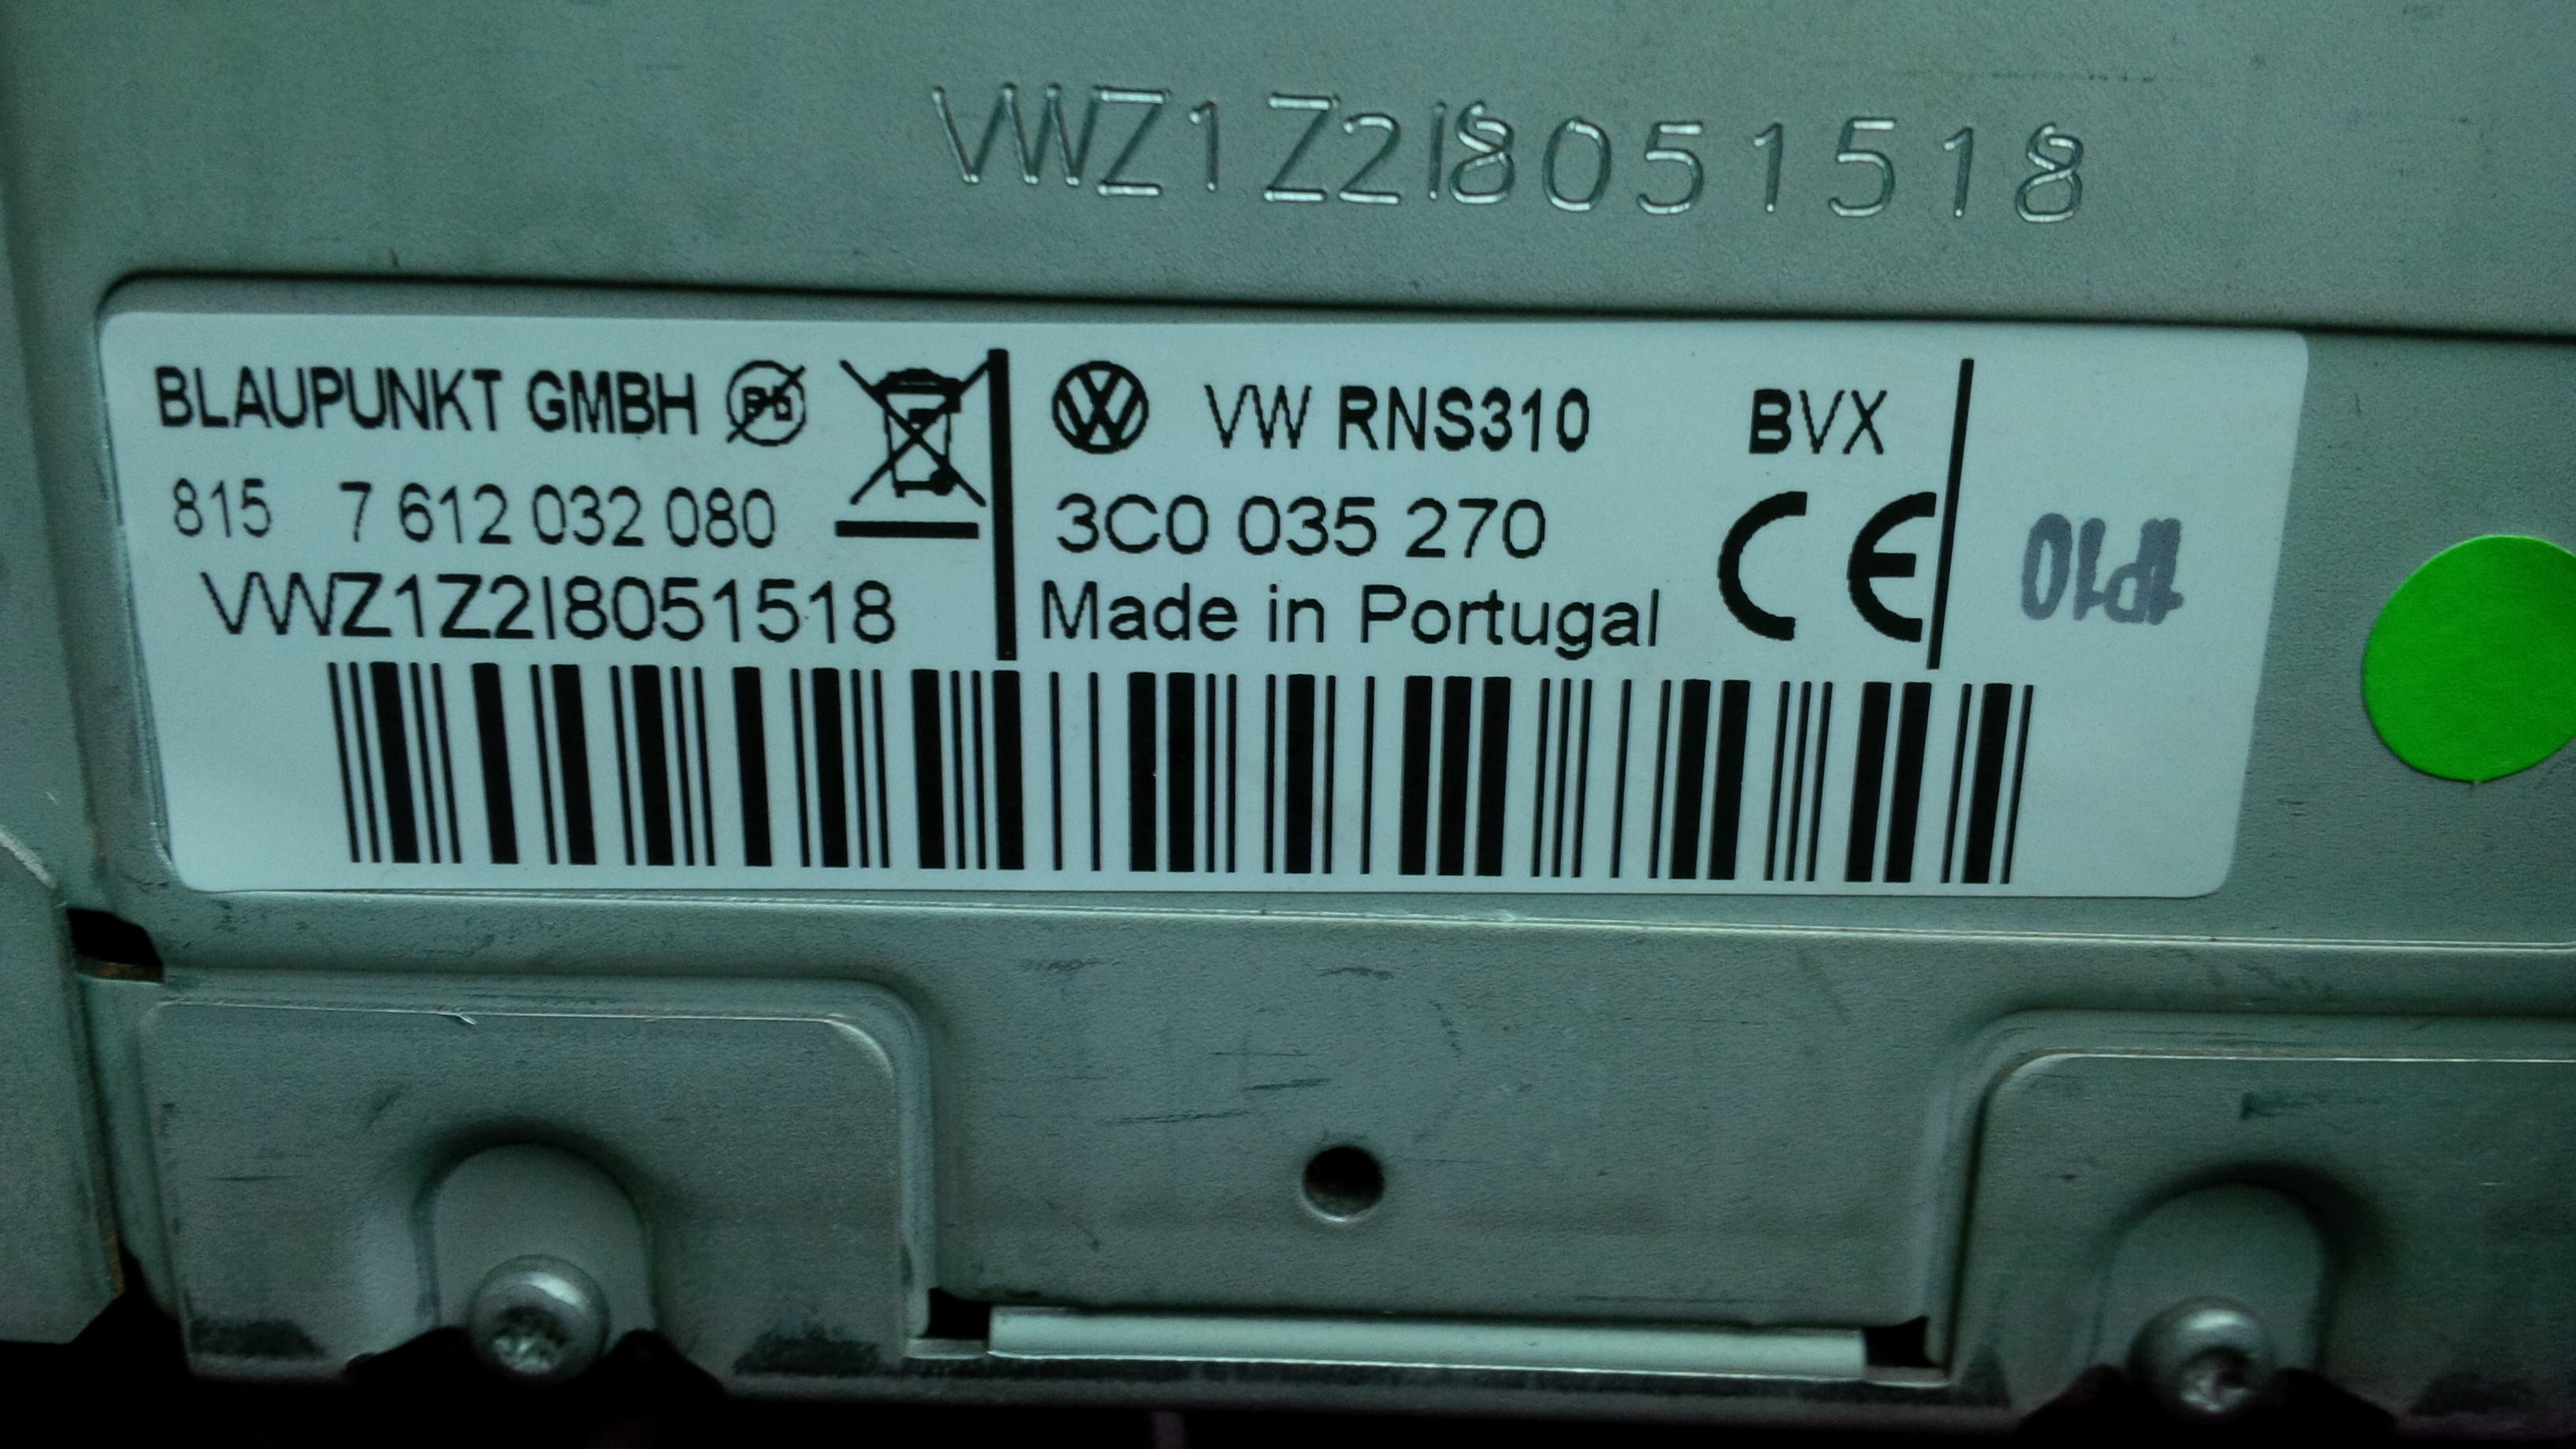 VWZ1Z2I8051518
BLAUPUNKT GMBH
815 7 612 032 080
VWZ1Z2I8051518
VW RNS310 BVX
3C0 035 270
Made in Portugal
CE